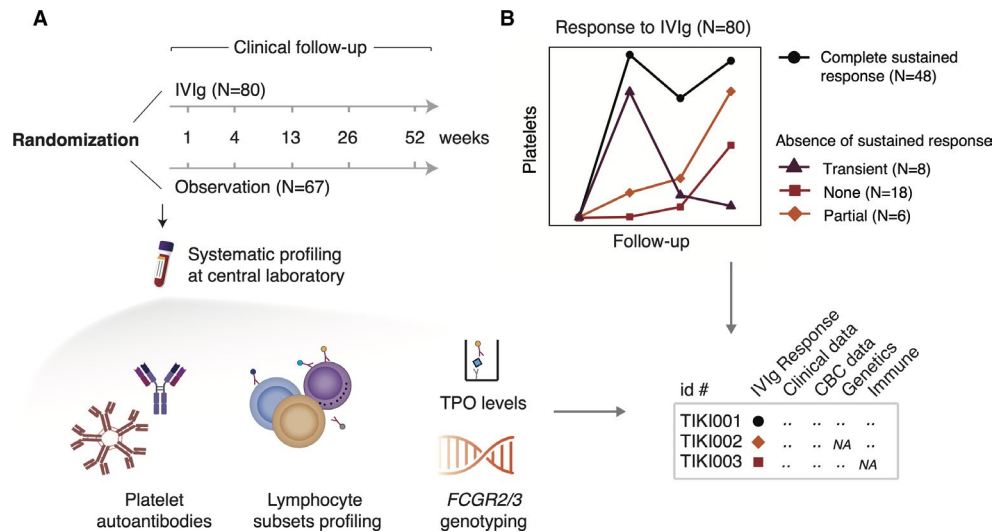 A
Clinical follow-up
IVIg (N=80)
Randomization
1 4 13 26 52 weeks
Observation (N=67)
Systematic profiling
at central laboratory
Platelet
autoantibodies
Lymphocyte
subsets profiling
TPO levels
FCGR2/3
genotyping
B
Response to IVIg (N=80)
Platelets
Follow-up
Complete sustained
response (N=48)
Absence of sustained response
Transient (N=8)
None (N=18)
Partial (N=6)
id # IVIg Response Clinical data CBC data Genetics Immune
TIKI001 .. .. .. ..
TIKI002 .. .. NA ..
TIKI003 .. .. .. NA